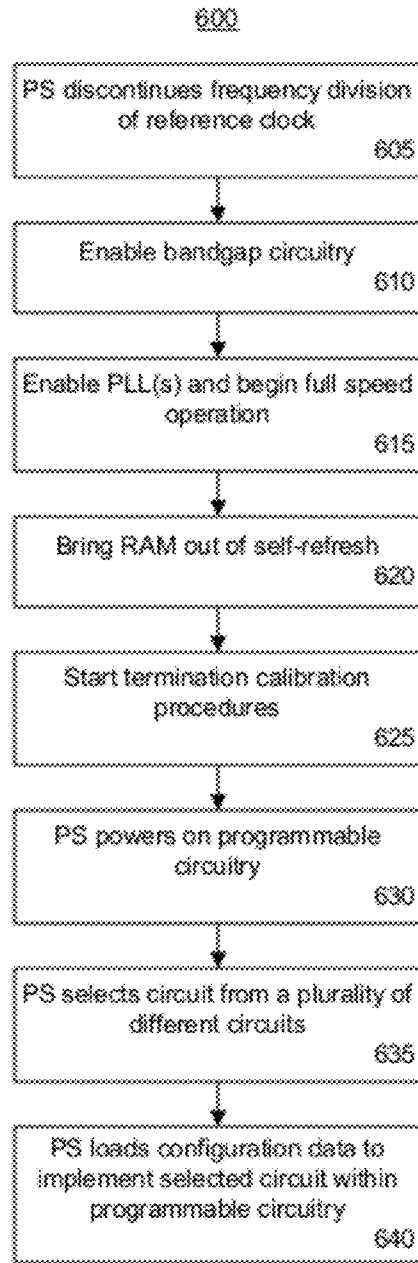 600
PS discontinues frequency division
of reference clock
605
Enable bandgap circuitry
610
Enable PLL(s) and begin full speed
operation
615
Bring RAM out of self-refresh
620
Start termination calibration
procedures
625
PS powers on programmable
circuitry
630
PS selects circuit from a plurality of
different circuits
635
PS loads configuration data to
implement selected circuit within
programmable circuitry
640